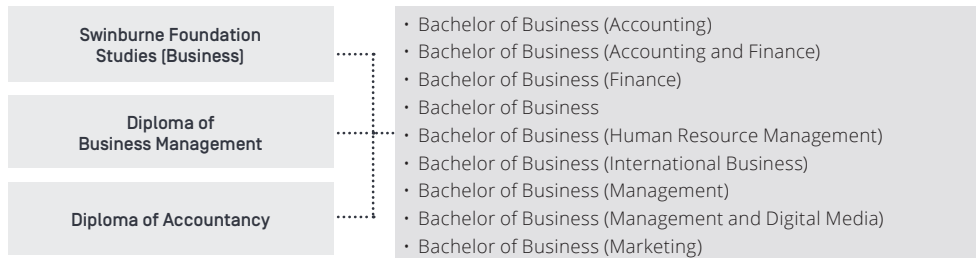 Swinburne Foundation
Studies (Business)
Diploma of
Business Management
Diploma of Accountancy
• Bachelor of Business (Accounting)
• Bachelor of Business (Accounting and Finance)
• Bachelor of Business (Finance)
• Bachelor of Business
• Bachelor of Business (Human Resource Management)
• Bachelor of Business (International Business)
• Bachelor of Business (Management)
• Bachelor of Business (Management and Digital Media)
• Bachelor of Business (Marketing)